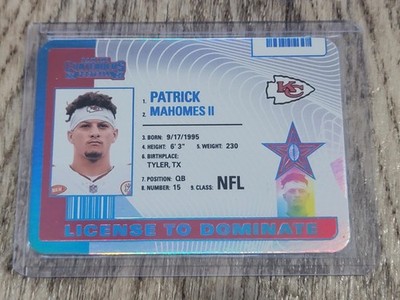 CONTENDERS
1. PATRICK
2. MAHOMES II
3. BORN: 9/17/1995
4. HEIGHT: 6' 3" 5. WEIGHT: 230
6. BIRTHPLACE:
TYLER, TX
7. POSITION: QB
8. NUMBER: 15 9. CLASS: NFL
KC
LICENSE TO DOMINATE